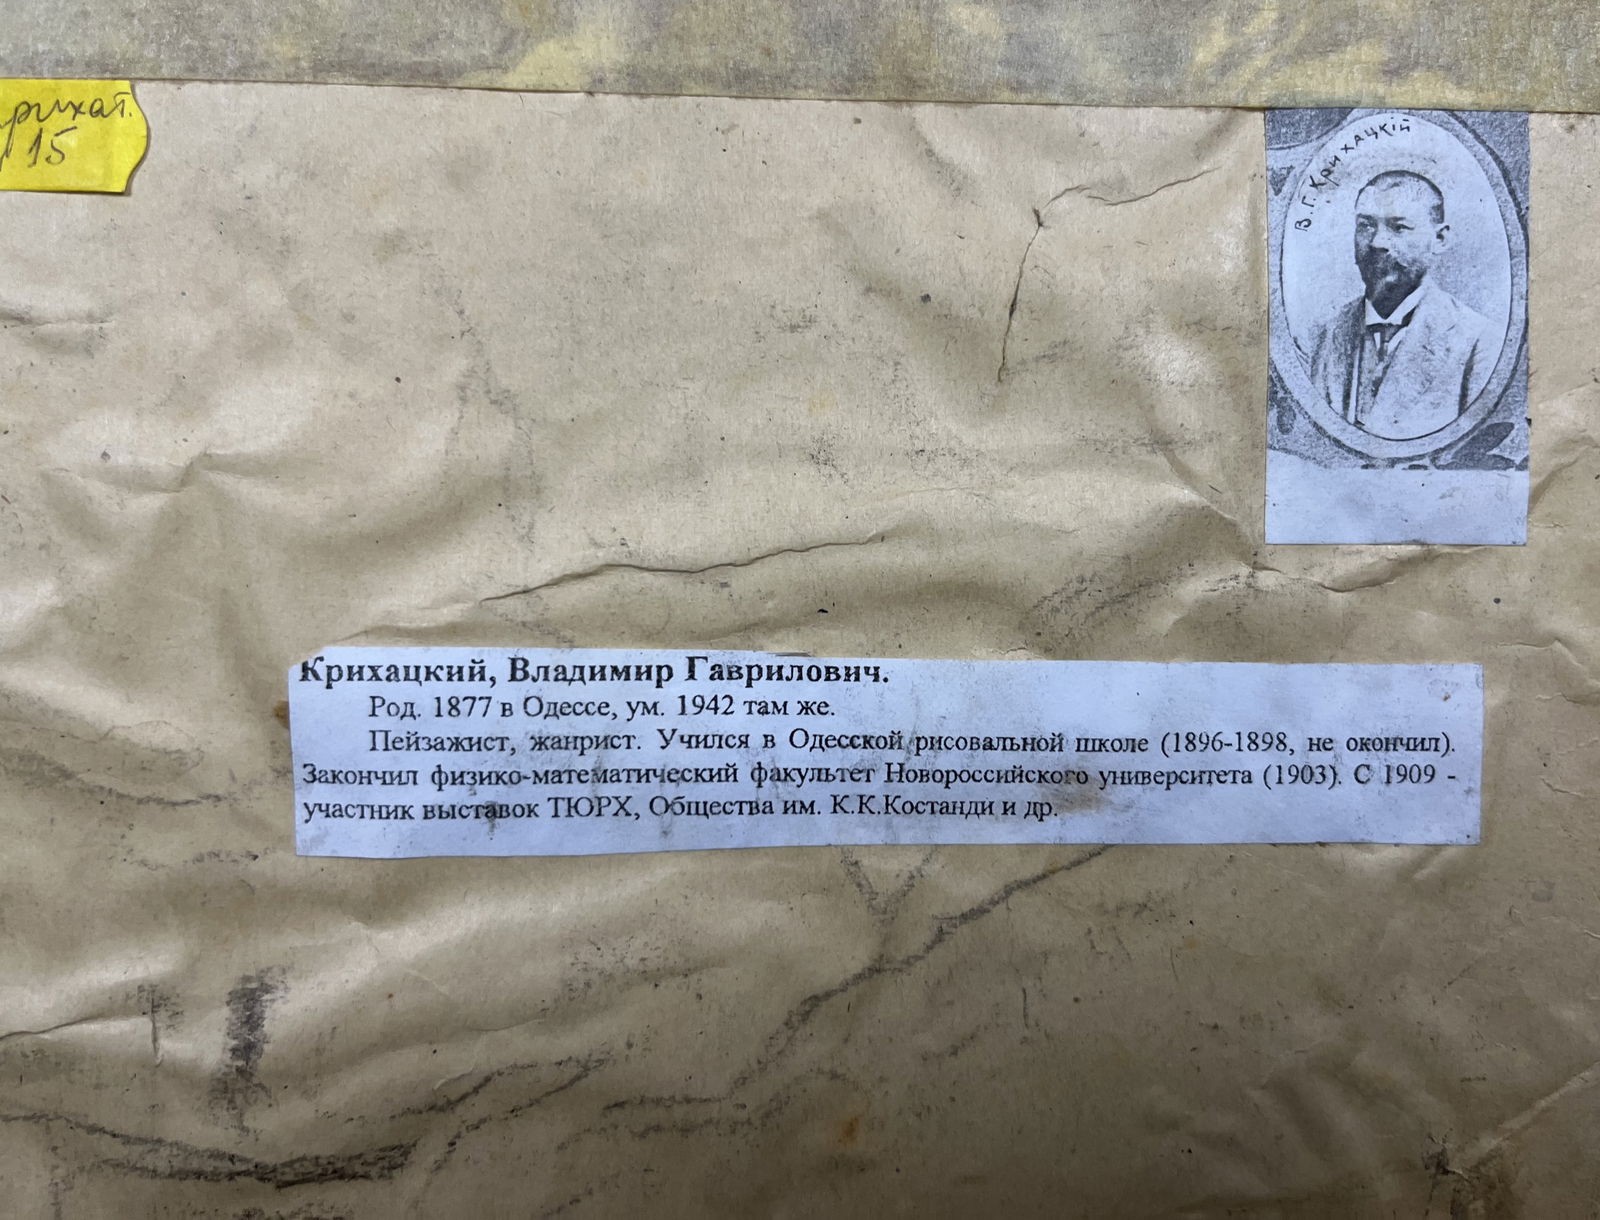 рихат.
15
В.Г. Крихацкій
Крихацкий, Владимир Гаврилович.
Род. 1877 в Одессе, ум. 1942 там же.
Пейзажист, жанрист. Учился в Одесской рисовальной школе (1896-1898, не окончил).
Закончил физико-математический факультет Новороссийского университета (1903). С 1909 -
участник выставок ТЮРХ, Общества им. К.К.Костанди и др.